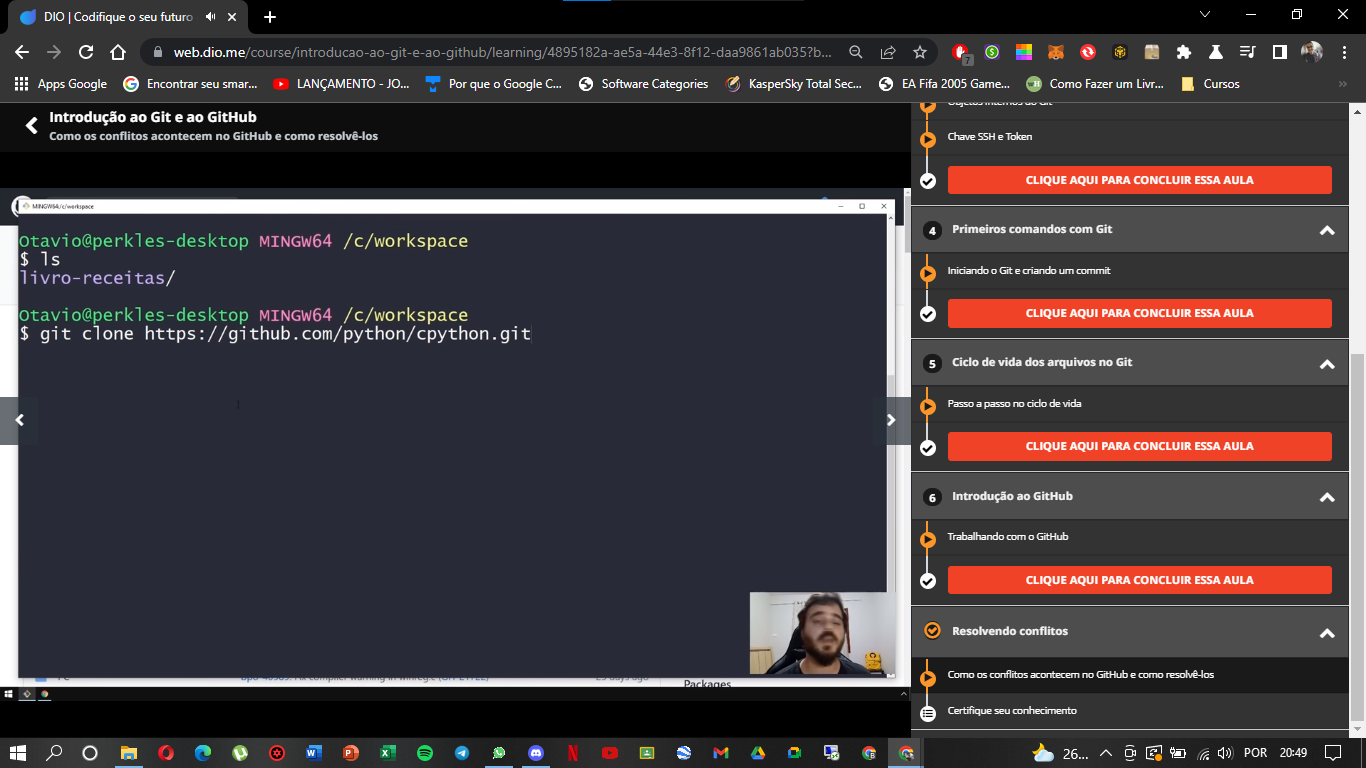 DIO | Codifique o seu futuro
web.dio.me/course/introducao-ao-git-e-ao-github/learning/4895182a-ae5a-44e3-8f12-daa9861ab035?b...
7
Apps Google
Encontrar seu smar...
LANÇAMENTO - JO...
Por que o Google C...
Software Categories
KasperSky Total Sec...
EA Fifa 2005 Game...
Como Fazer um Livr...
Cursos
Introdução ao Git e ao GitHub
Como os conflitos acontecem no GitHub e como resolvê-los
MINGW64:/c/workspace
Otavio@perkles-desktop MINGW64 /c/workspace
$ ls
livro-receitas/
Otavio@perkles-desktop MINGW64 /c/workspace
$ git clone https://github.com/python/cpython.git
Packages
Objetos internos do Git
Chave SSH e Token
CLIQUE AQUI PARA CONCLUIR ESSA AULA
4 Primeiros comandos com Git
Iniciando o Git e criando um commit
CLIQUE AQUI PARA CONCLUIR ESSA AULA
5 Ciclo de vida dos arquivos no Git
Passo a passo no ciclo de vida
CLIQUE AQUI PARA CONCLUIR ESSA AULA
6 Introdução ao GitHub
Trabalhando com o GitHub
CLIQUE AQUI PARA CONCLUIR ESSA AULA
Resolvendo conflitos
Como os conflitos acontecem no GitHub e como resolvê-los
Certifique seu conhecimento
26... POR 20:49